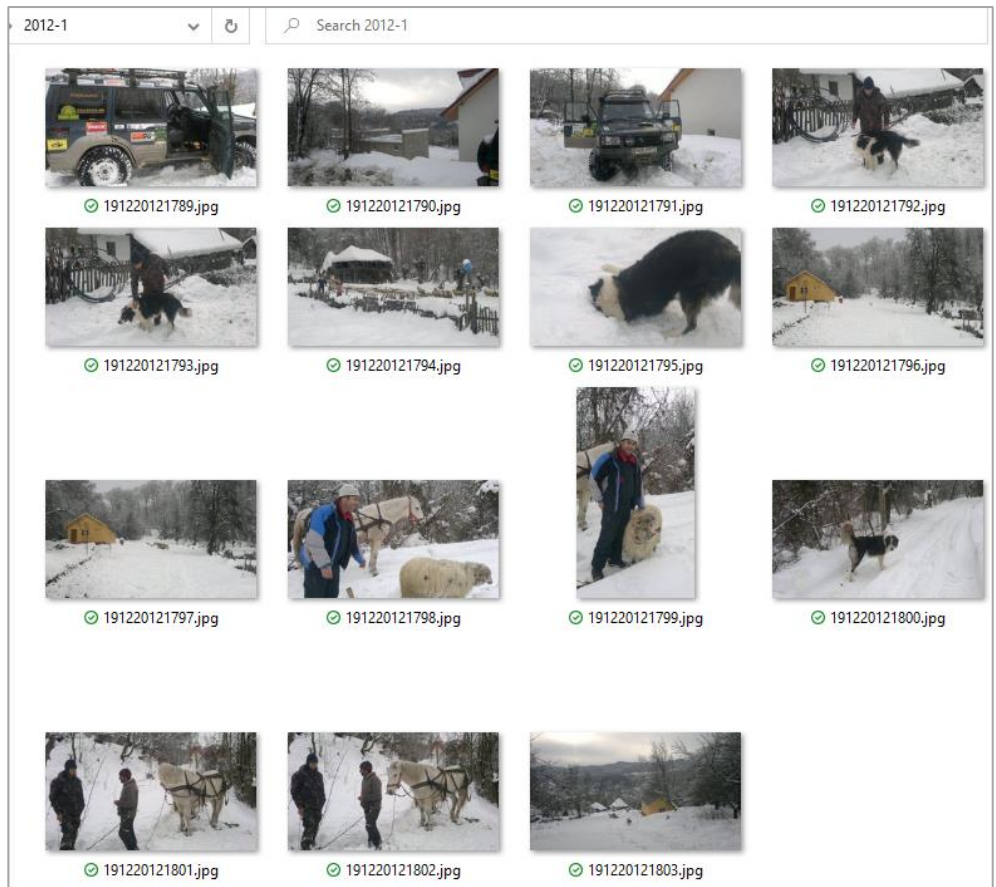 2012-1
Search 2012-1
191220121789.jpg
191220121790.jpg
191220121791.jpg
191220121792.jpg
191220121793.jpg
191220121794.jpg
191220121795.jpg
191220121796.jpg
191220121797.jpg
191220121798.jpg
191220121799.jpg
191220121800.jpg
191220121801.jpg
191220121802.jpg
191220121803.jpg